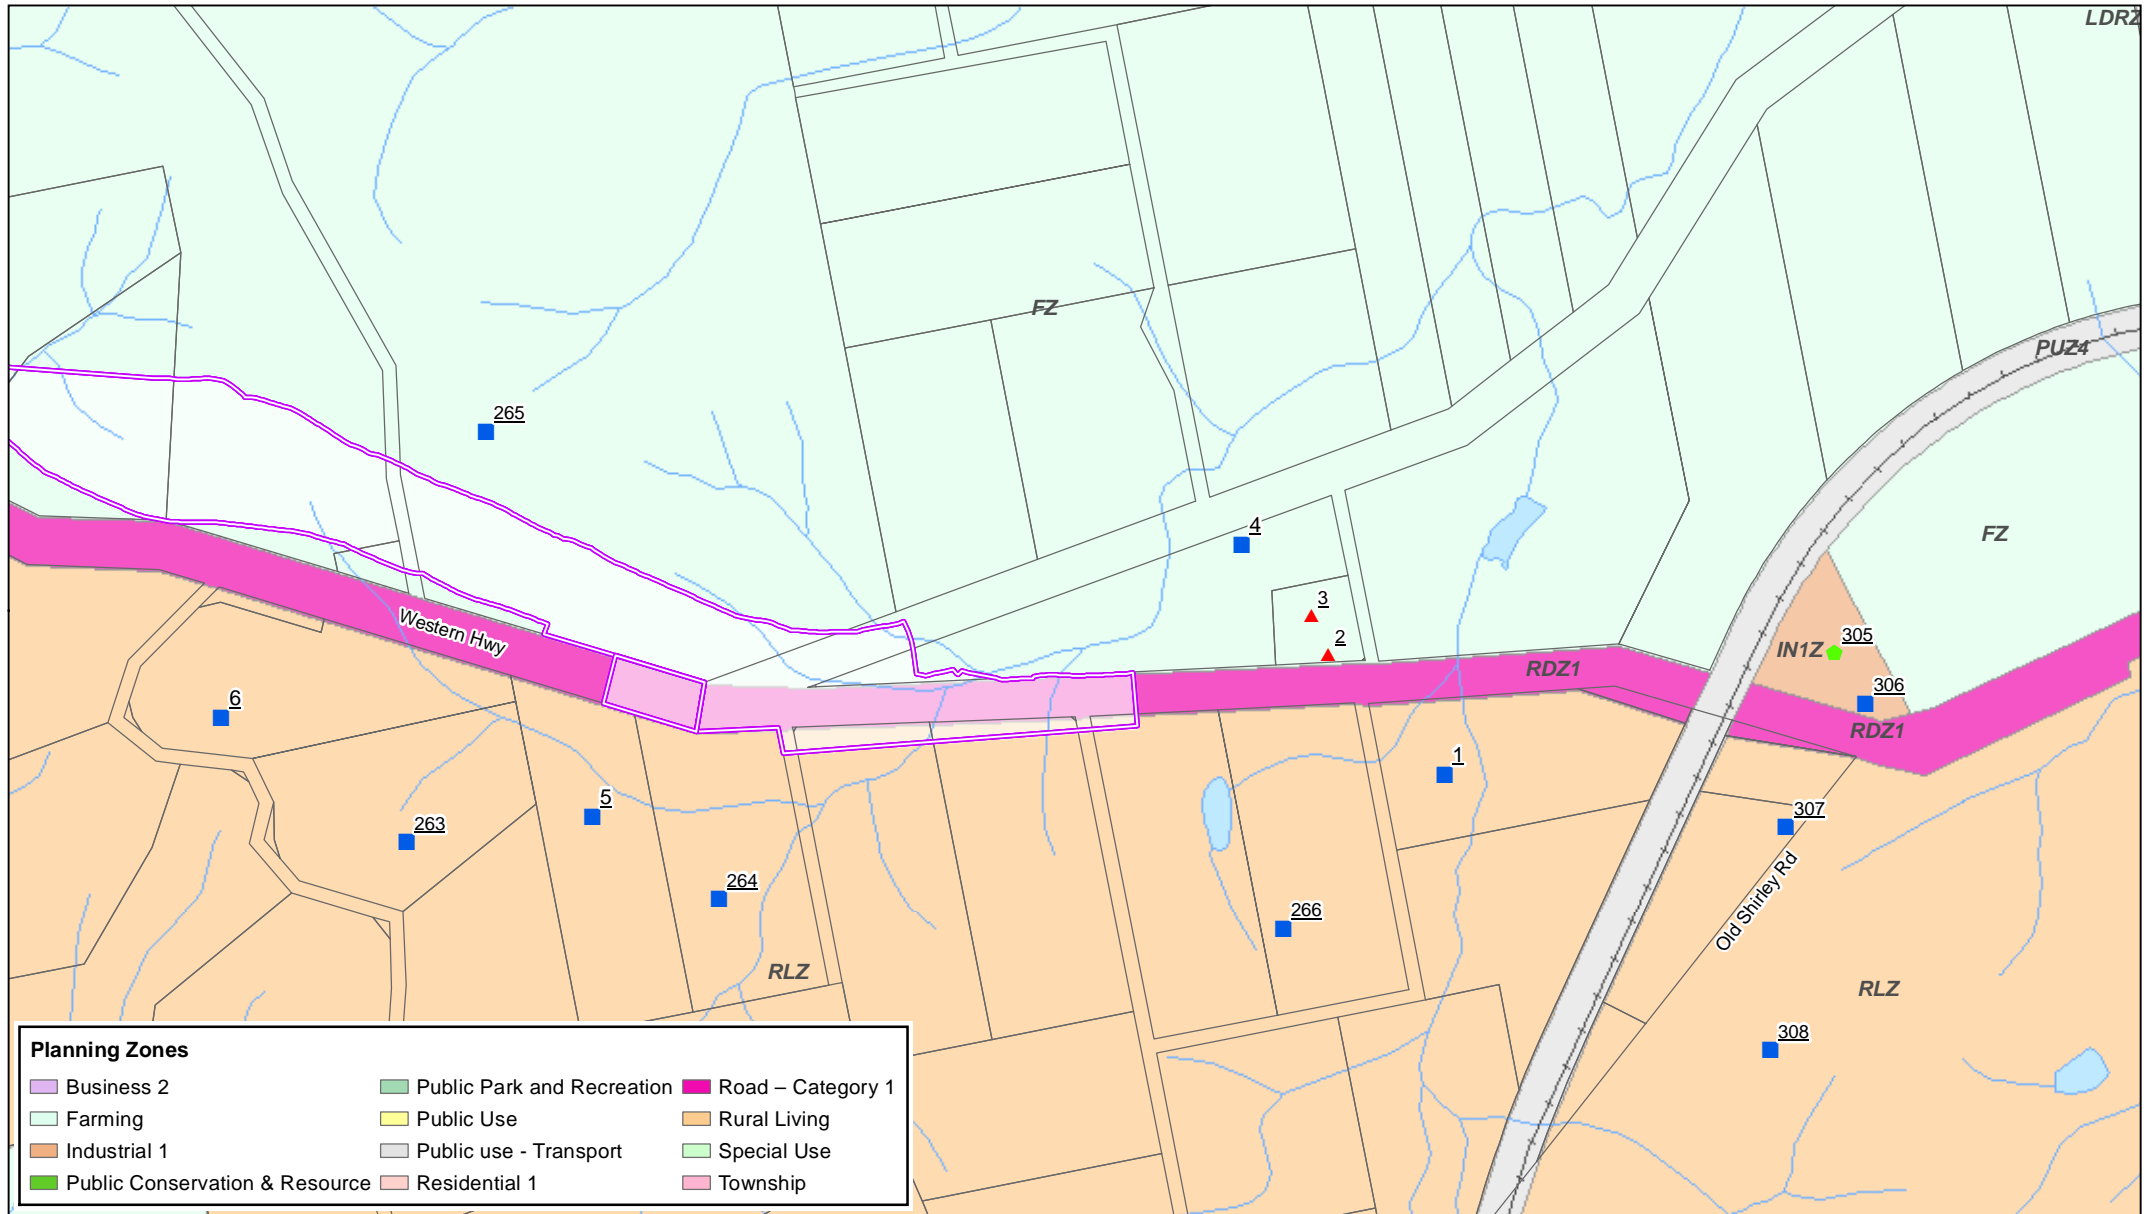 LDRZ
FZ
PUZ4
265
4
FZ
3
2
Western Hwy
RDZ1
IN1Z
305
306
RDZ1
6
1
5
263
307
264
Old Shirley Rd
266
RLZ
RLZ
308
Planning Zones
Business 2
Farming
Industrial 1
Public Conservation & Resource
Public Park and Recreation
Public Use
Public use - Transport
Residential 1
Road – Category 1
Rural Living
Special Use
Township